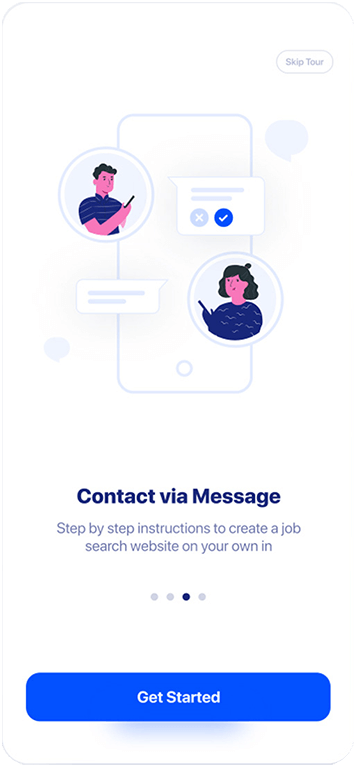 Skip Tour
Contact via Message
Step by step instructions to create a job
search website on your own in
Get Started